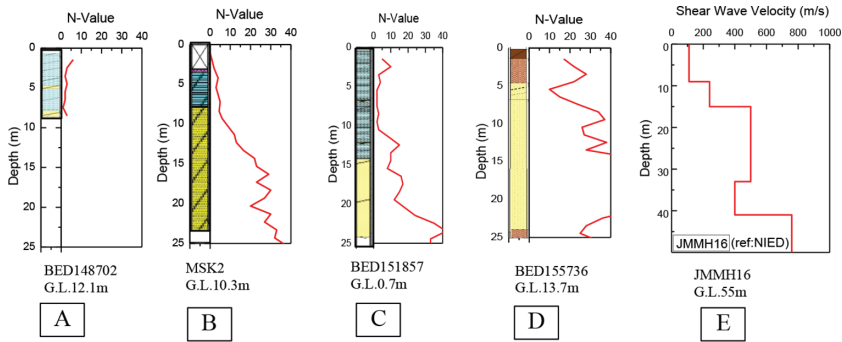 N-Value
0 10 20 30 40
0
5
10
15
20
25
Depth (m)
BED148702
G.L.12.1m
A
N-Value
0 10 20 30 40
0
5
10
15
20
25
Depth (m)
MSK2
G.L.10.3m
B
N-Value
0 10 20 30 40
0
5
10
15
20
25
Depth (m)
BED151857
G.L.0.7m
C
N-Value
0 10 20 30 40
0
5
10
15
20
25
Depth (m)
BED155736
G.L.13.7m
D
Shear Wave Velocity (m/s)
0 200 400 600 800 1000
0
10
20
30
40
Depth (m)
JMMH16 (ref:NIED)
JMMH16
G.L.55m
E